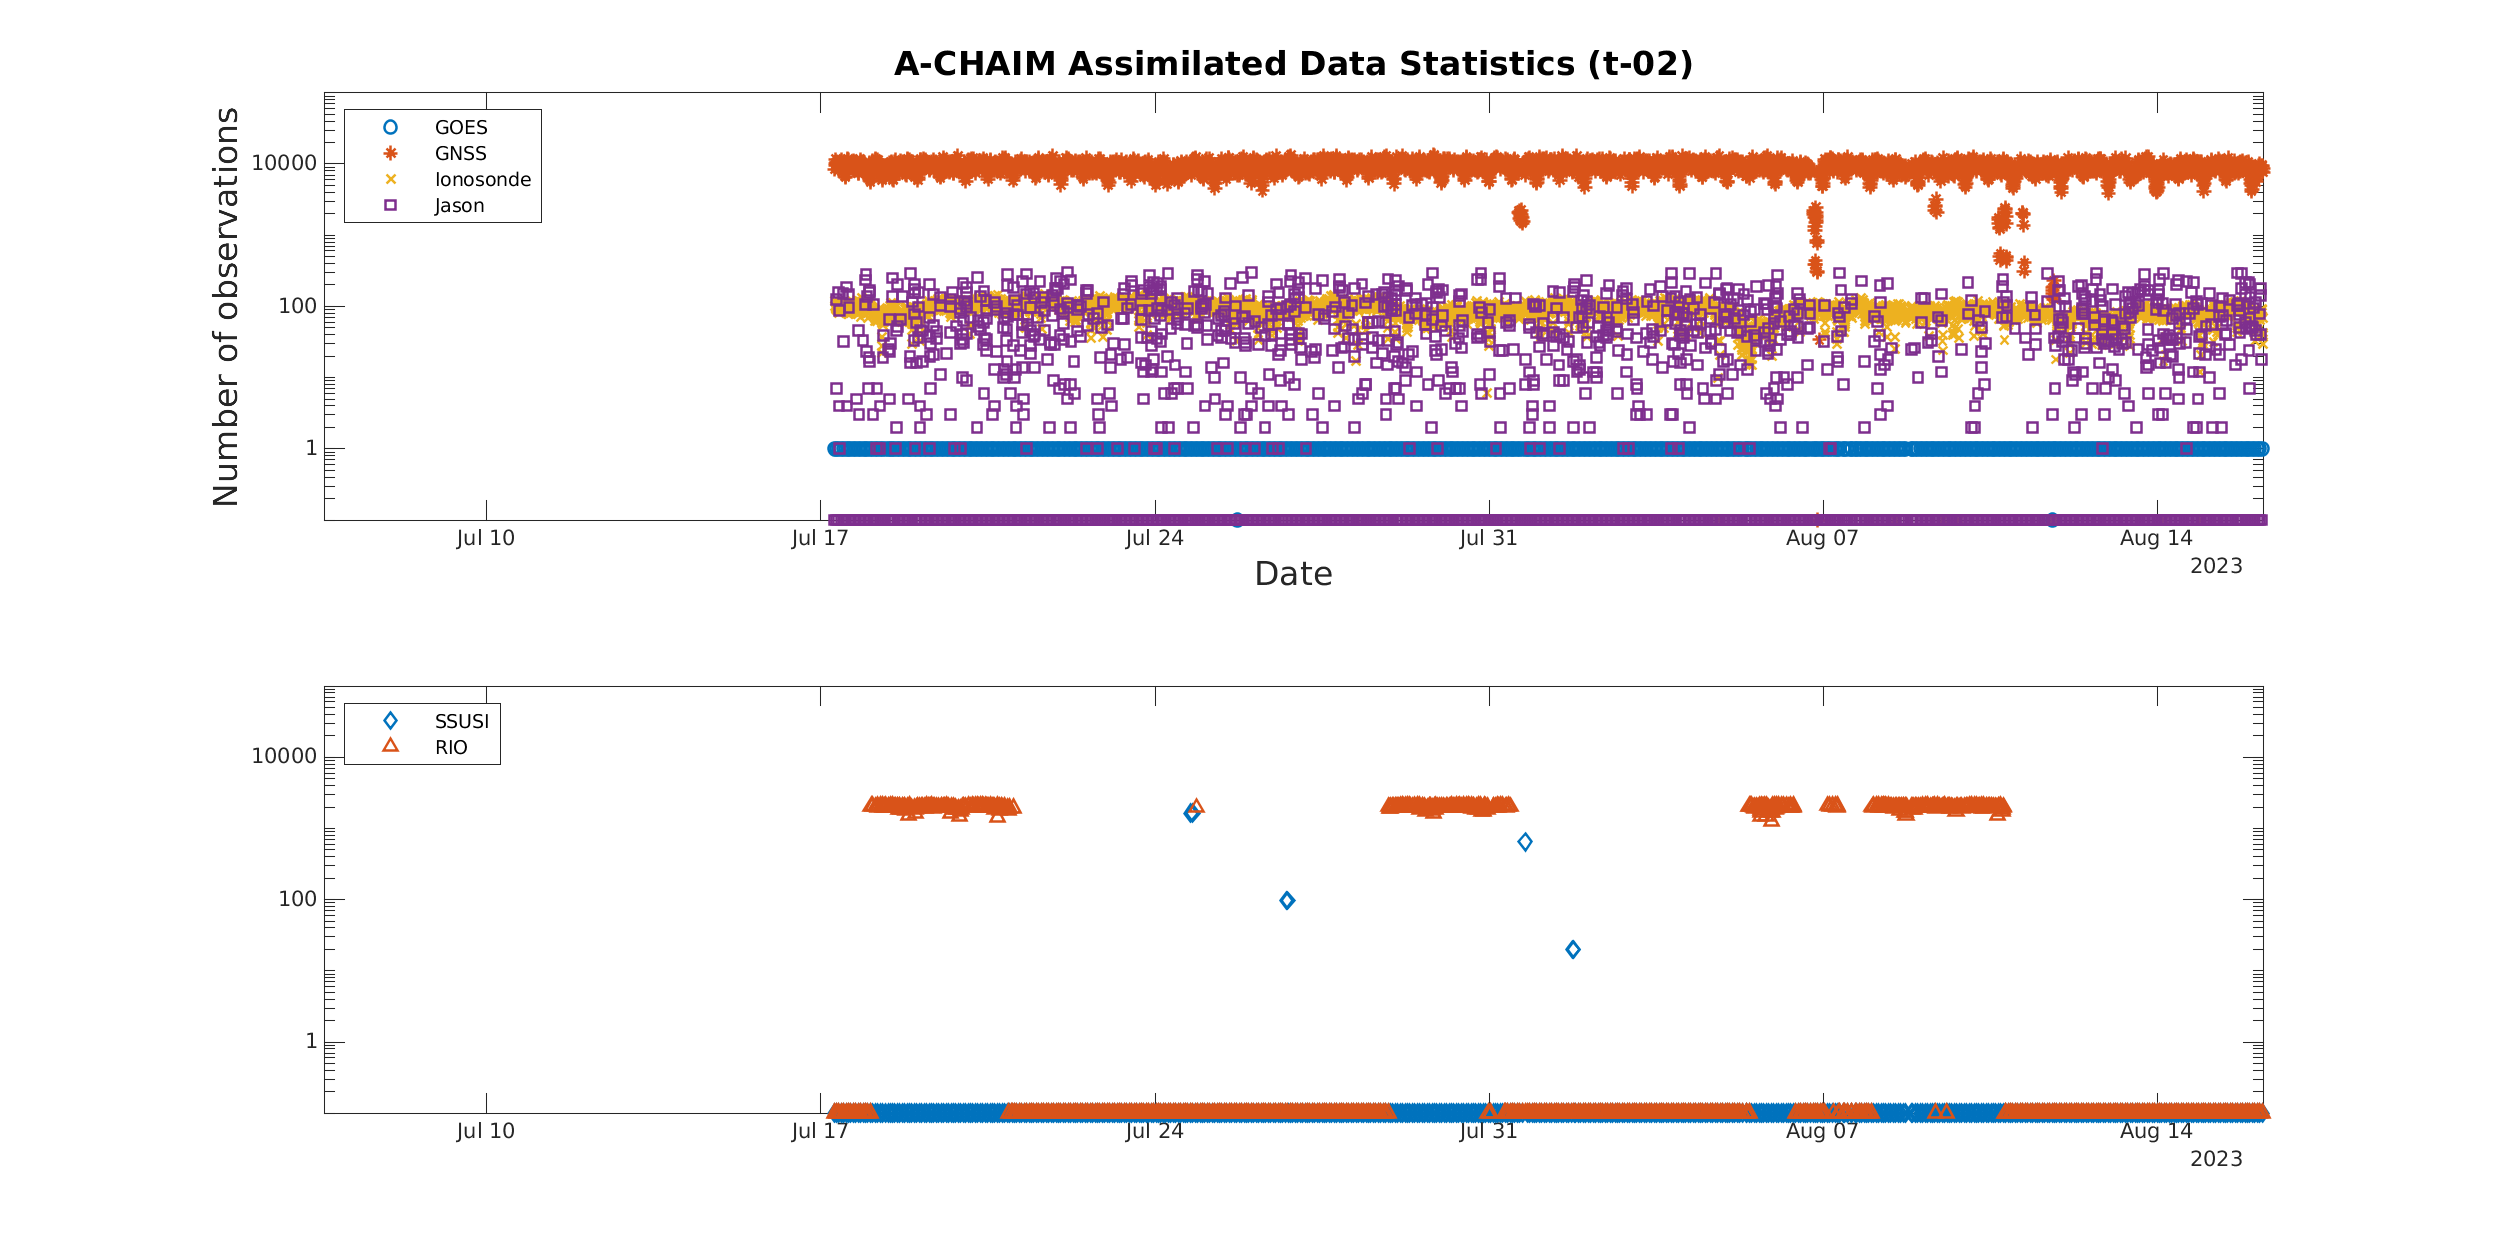 A-CHAIM Assimilated Data Statistics (t-02)
Number of observations
GOES
GNSS
Ionosonde
Jason
10000
100
1
Jul 10 Jul 17 Jul 24 Jul 31 Aug 07 Aug 14
2023
Date
SSUSI
RIO
10000
100
1
Jul 10 Jul 17 Jul 24 Jul 31 Aug 07 Aug 14
2023